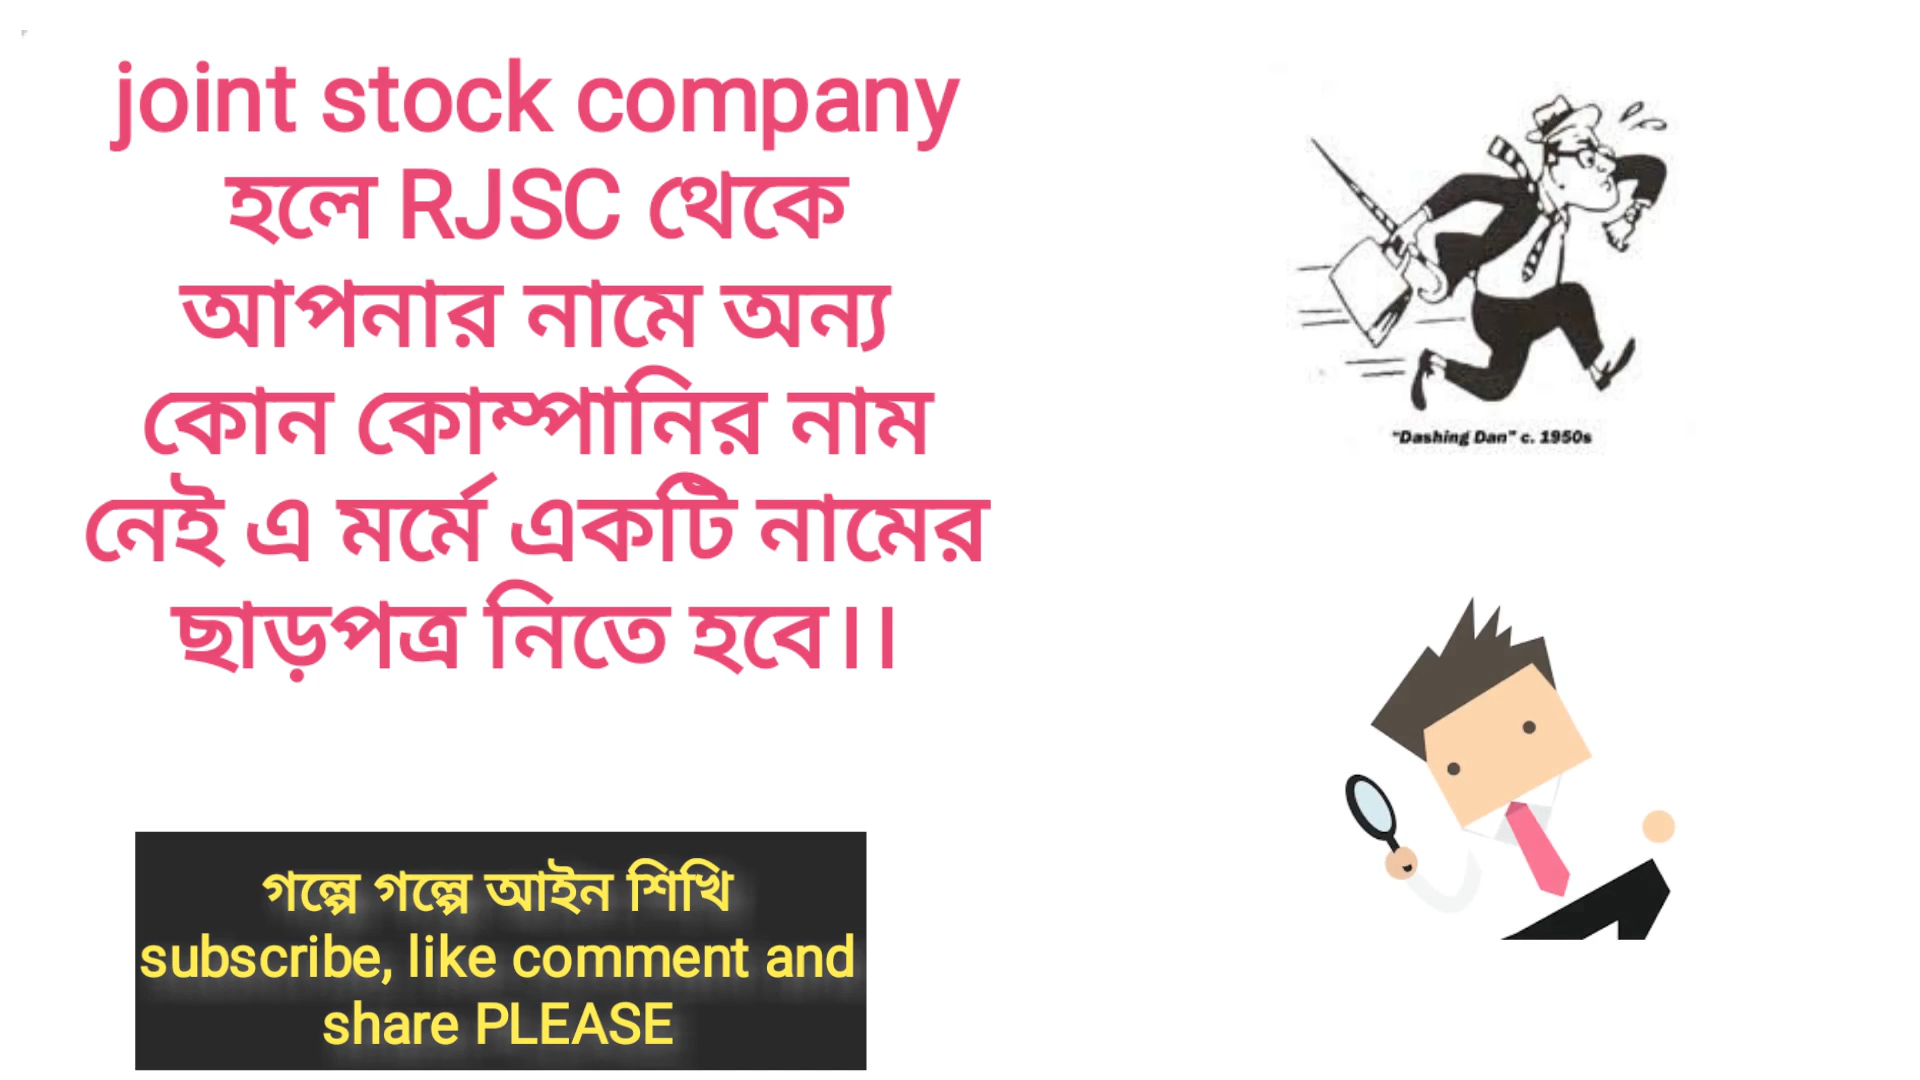 joint stock company
হলে RJSC থেকে
আপনার নামে অন্য
কোন কোম্পানির নাম
নেই এ মর্মে একটি নামের
ছাড়পত্র নিতে হবে।।
"Dashing Dan" c. 1950s
গল্পে গল্পে আইন শিখি
subscribe, like comment and
share PLEASE